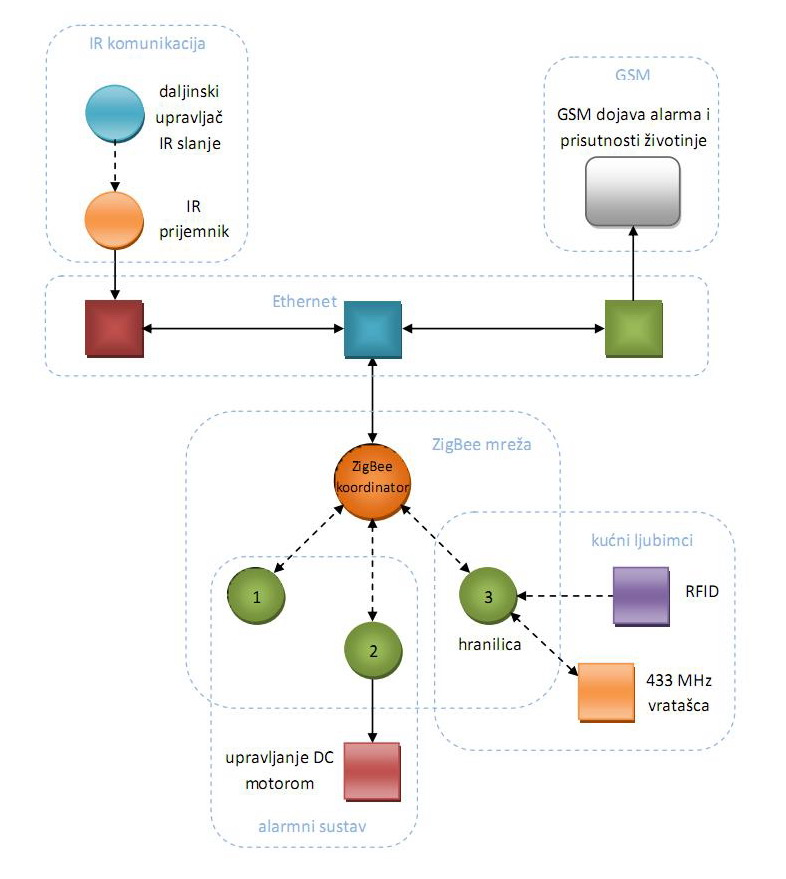 IR komunikacija
daljinski
upravljač
IR slanje
IR
prijemnik
GSM
GSM dojava alarma i
prisutnosti životinje
Ethernet
ZigBee mreža
ZigBee
koordinator
kućni ljubimci
1
2
3
hranilica
RFID
433 MHz
vratašca
upravljanje DC
motorom
alarmni sustav